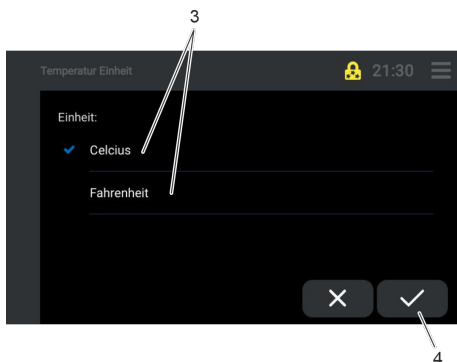 3
Temperatur Einheit 21:30
Einheit:
Celcius
Fahrenheit
4